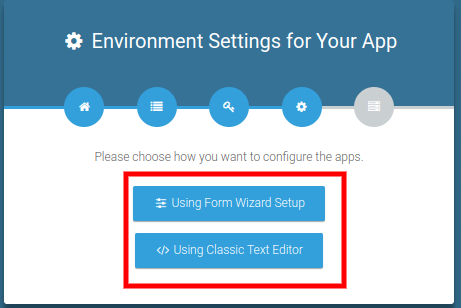 Environment Settings for Your App
Please choose how you want to configure the apps.
Using Form Wizard Setup
</> Using Classic Text Editor